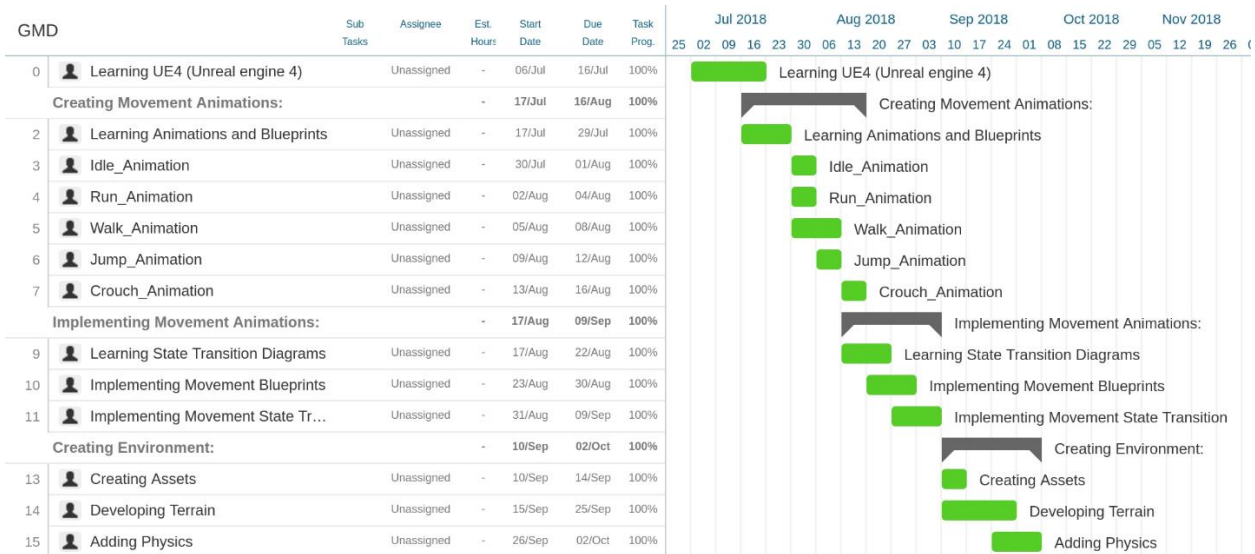 GMD Sub Tasks Assignee Est. Hours Start Date Due Date Task Prog.
Jul 2018 Aug 2018 Sep 2018 Oct 2018 Nov 2018
25 02 09 16 23 30 06 13 20 27 03 10 17 24 01 08 15 22 29 05 12 19 26
0 Learning UE4 (Unreal engine 4) Unassigned - 06/Jul 16/Jul 100% Learning UE4 (Unreal engine 4)
Creating Movement Animations: - 17/Jul 16/Aug 100% Creating Movement Animations:
2 Learning Animations and Blueprints Unassigned - 17/Jul 29/Jul 100% Learning Animations and Blueprints
3 Idle_Animation Unassigned - 30/Jul 01/Aug 100% Idle_Animation
4 Run_Animation Unassigned - 02/Aug 04/Aug 100% Run_Animation
5 Walk_Animation Unassigned - 05/Aug 08/Aug 100% Walk_Animation
6 Jump_Animation Unassigned - 09/Aug 12/Aug 100% Jump_Animation
7 Crouch_Animation Unassigned - 13/Aug 16/Aug 100% Crouch_Animation
Implementing Movement Animations: - 17/Aug 09/Sep 100% Implementing Movement Animations:
9 Learning State Transition Diagrams Unassigned - 17/Aug 22/Aug 100% Learning State Transition Diagrams
10 Implementing Movement Blueprints Unassigned - 23/Aug 30/Aug 100% Implementing Movement Blueprints
11 Implementing Movement State Tr... Unassigned - 31/Aug 09/Sep 100% Implementing Movement State Transition
Creating Environment: - 10/Sep 02/Oct 100% Creating Environment:
13 Creating Assets Unassigned - 10/Sep 14/Sep 100% Creating Assets
14 Developing Terrain Unassigned - 15/Sep 25/Sep 100% Developing Terrain
15 Adding Physics Unassigned - 26/Sep 02/Oct 100% Adding Physics